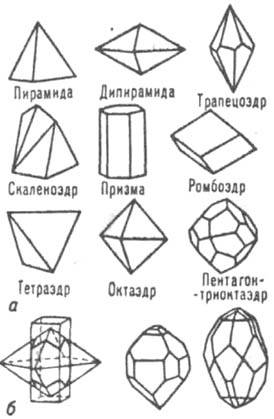 Пирамида Дипирамида Трапецоэдр
Скаленоэдр Призма Ромбоэдр
Тетраэдр Октаэдр Пентагон-
-триоктаэдр
а
б